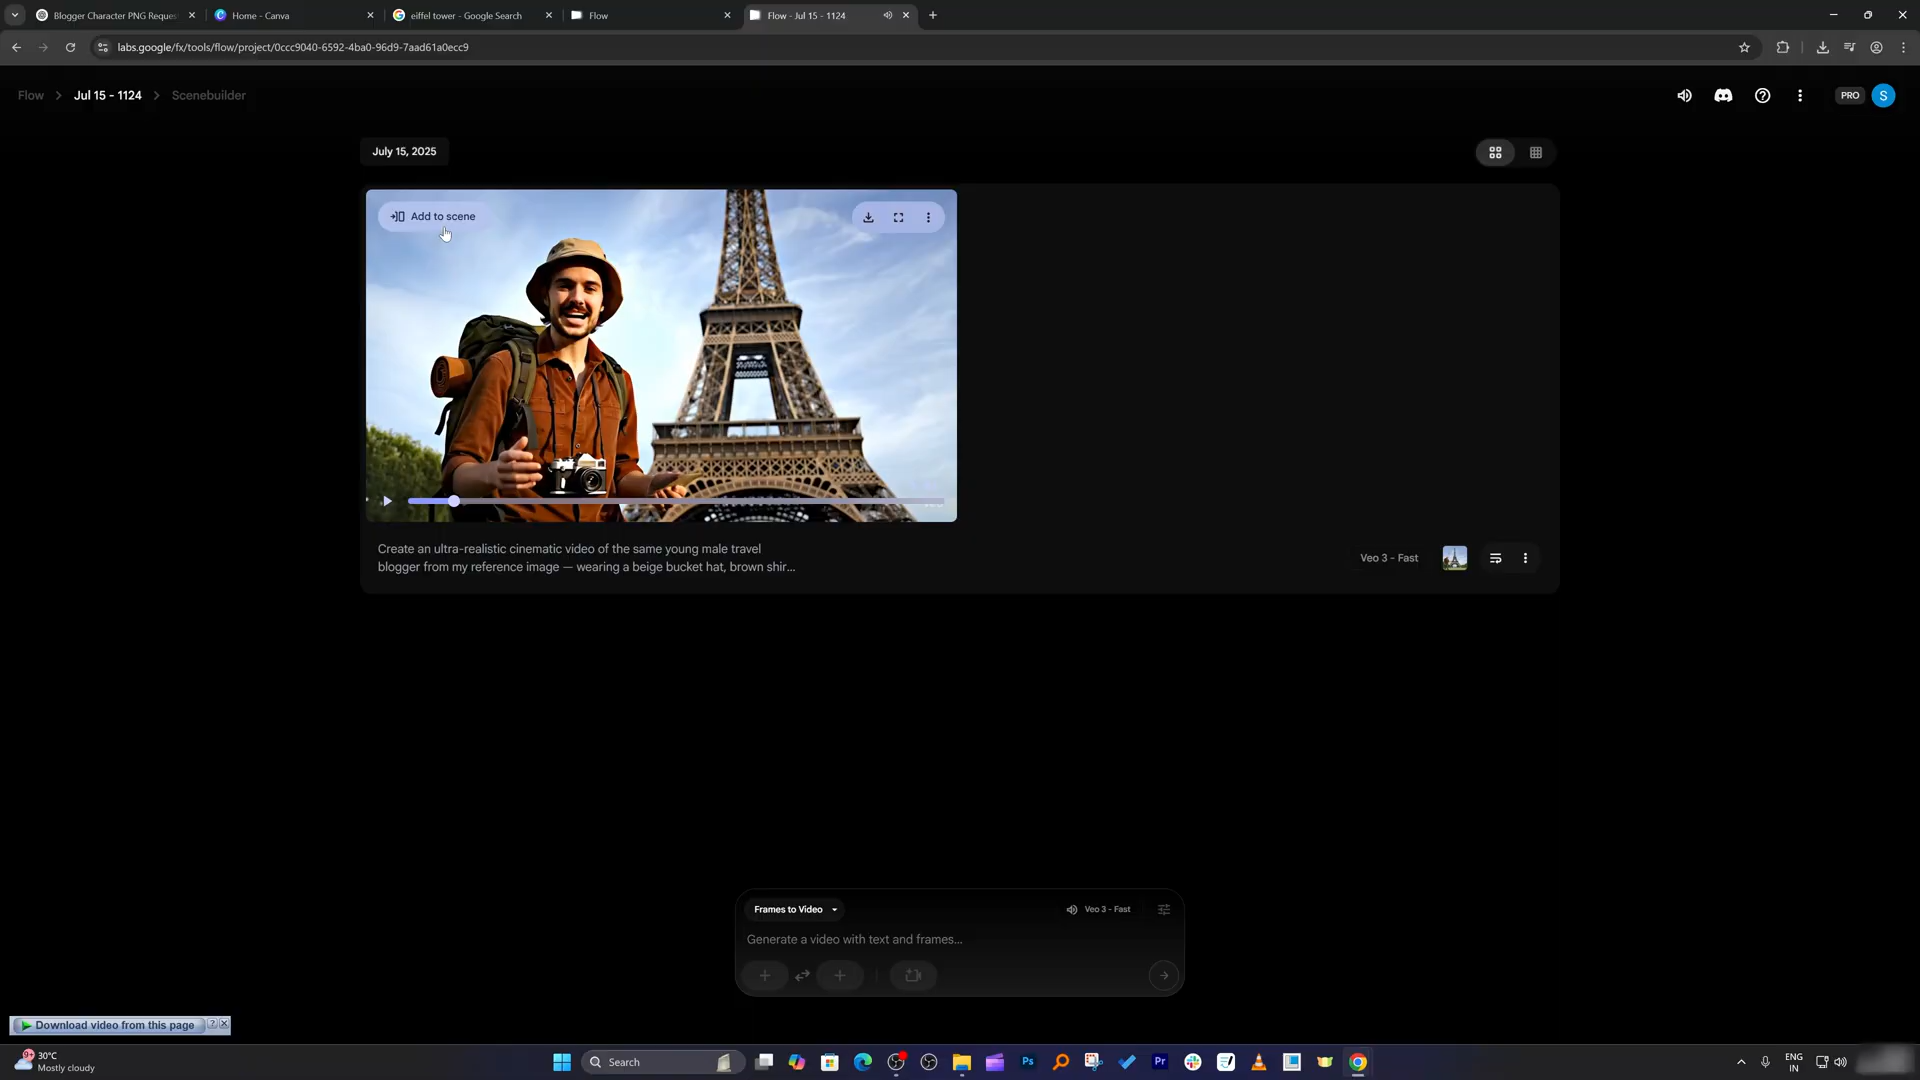 Blogger Character PNG Reques
Home - Canva
eiffel tower - Google Search
Flow
Flow - Jul 15 - 1124
labs.google/fx/tools/flow/project/0ccc9040-6592-4ba0-96d9-7aad61a0ecc9
Flow
Jul 15 - 1124
Scenebuilder
PRO
S
July 15, 2025
Add to scene
Create an ultra-realistic cinematic video of the same young male travel
blogger from my reference image — wearing a beige bucket hat, brown shir...
Veo 3 - Fast
Frames to Video
Veo 3 - Fast
Generate a video with text and frames...
Download video from this page
30°C
Mostly cloudy
Search
Ps
Pr
ENG
IN